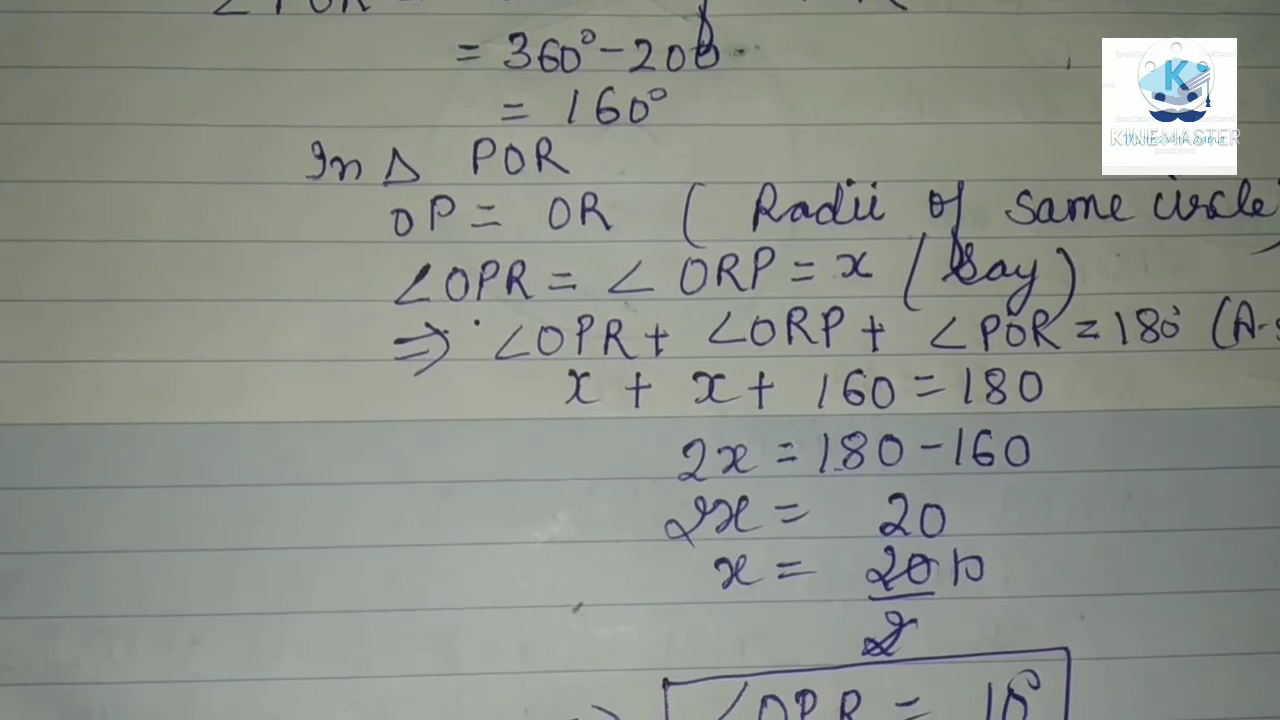 = 360° - 200
= 160°
In Δ POR
OP = OR ( Radii of same circle
∠OPR = ∠ORP = x (Say)
⇒ ∠OPR + ∠ORP + ∠POR = 180° (A.s
x + x + 160 = 180
2x = 180 - 160
2x = 20
x = 20 10
2
⇒ ∠OPR = 10°
K
KINEMASTER